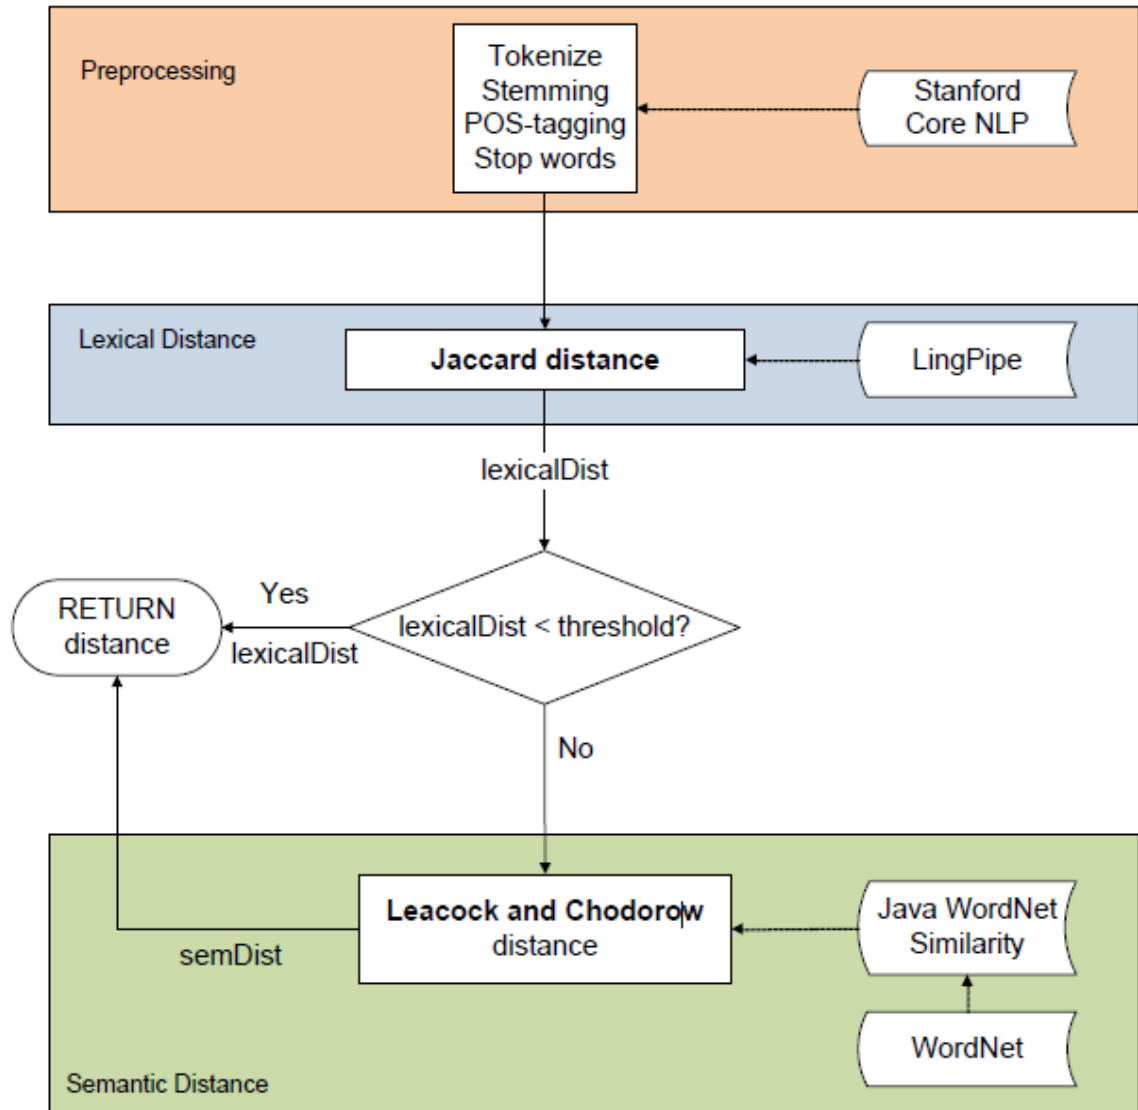 Preprocessing
Tokenize
Stemming
POS-tagging
Stop words
Stanford
Core NLP
Lexical Distance
Jaccard distance
LingPipe
lexicalDist
RETURN
distance
Yes
lexicalDist
lexicalDist < threshold?
No
Leacock and Chodorow
distance
semDist
Java WordNet
Similarity
WordNet
Semantic Distance